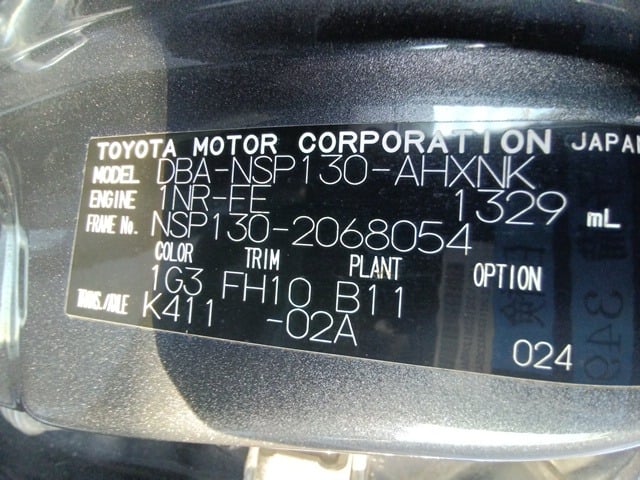 TOYOTA MOTOR CORPORATION JAPAN
MODEL DBA-NSP130-AHXNK
ENGINE 1NR-FE 1329 mL
FRAME No. NSP130-2068054
COLOR TRIM PLANT OPTION
1G3 FH10 B11
TRANS./AXLE K411 -02A
024